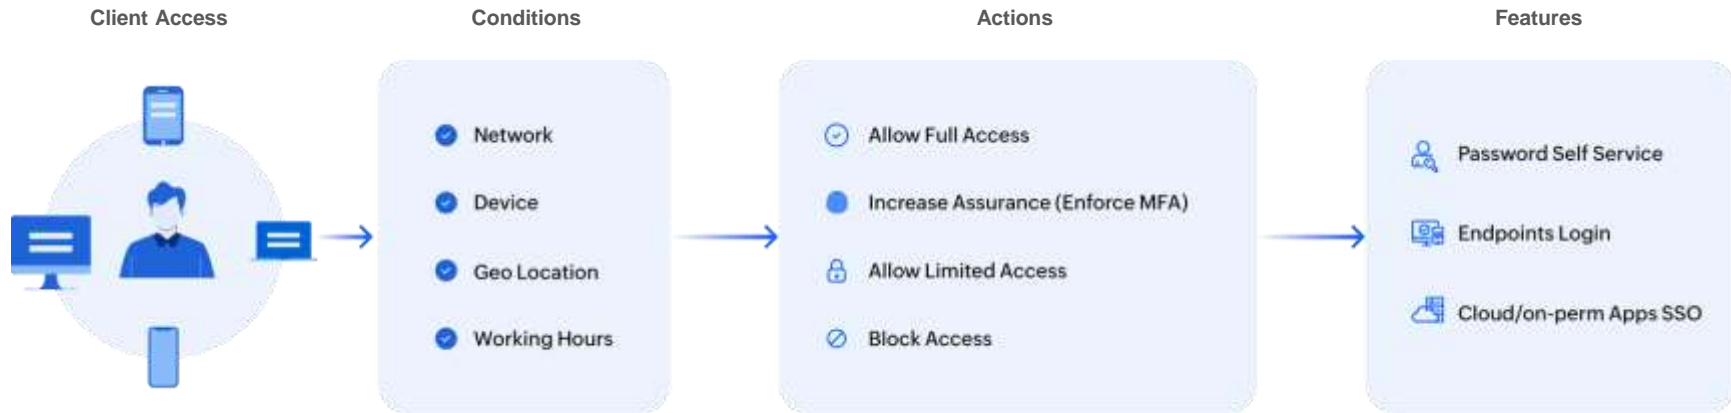 Client Access
Conditions
Actions
Features
Network
Device
Geo Location
Working Hours
Allow Full Access
Increase Assurance (Enforce MFA)
Allow Limited Access
Block Access
Password Self Service
Endpoints Login
Cloud/on-perm Apps SSO